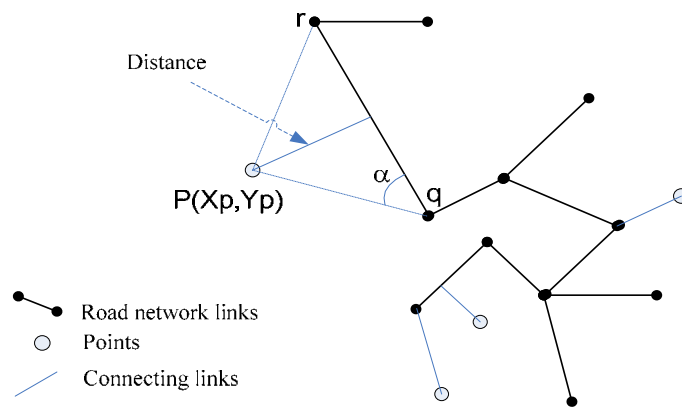 r
Distance
α
q
P(Xp,Yp)
Road network links
Points
Connecting links